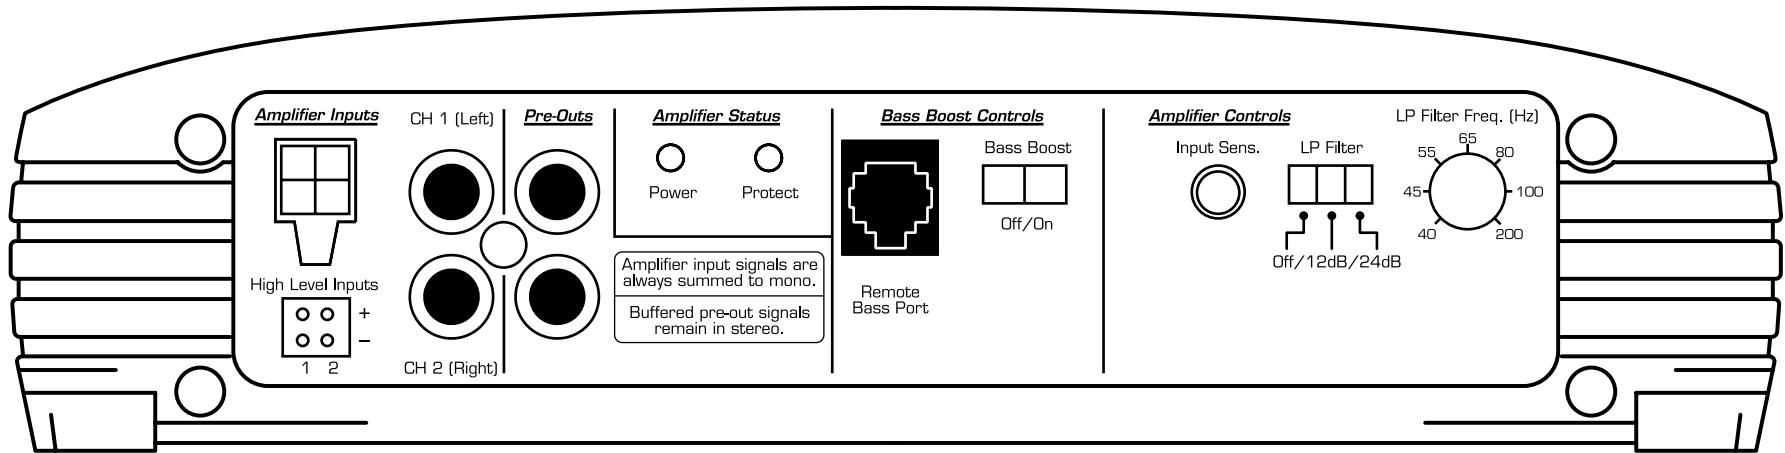 Amplifier Inputs
High Level Inputs
+
–
1 2
CH 1 (Left)
CH 2 (Right)
Pre-Outs
Amplifier Status
Power
Protect
Amplifier input signals are
always summed to mono.
Buffered pre-out signals
remain in stereo.
Bass Boost Controls
Remote
Bass Port
Bass Boost
Off/On
Amplifier Controls
Input Sens.
LP Filter
Off/12dB/24dB
LP Filter Freq. (Hz)
65
55
80
45
100
40
200